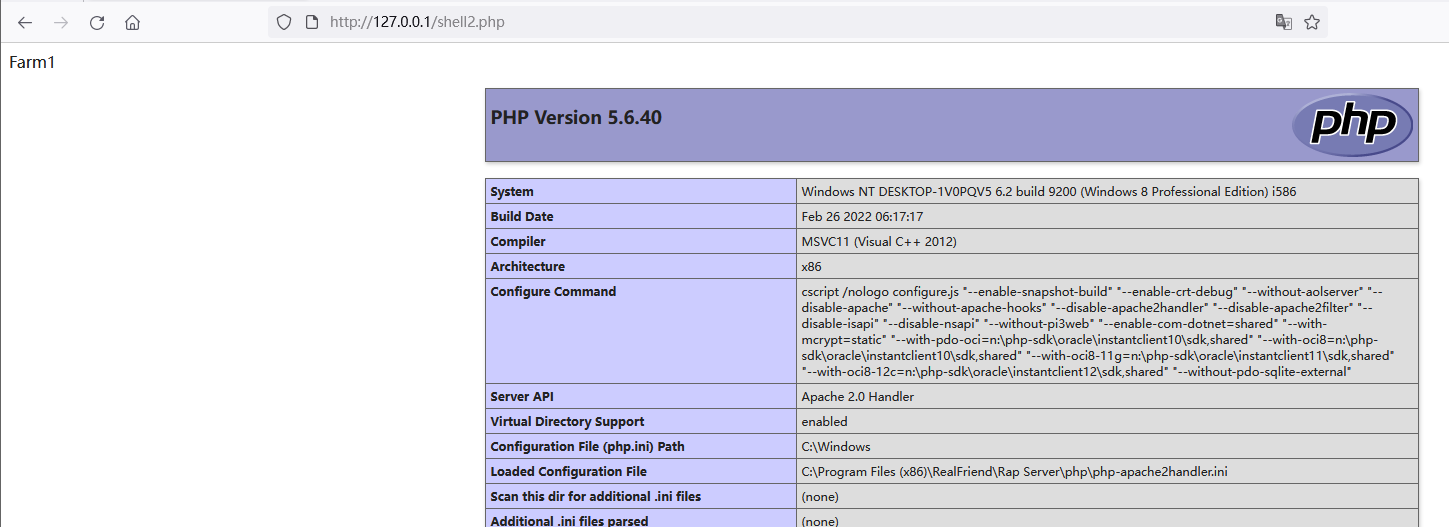 http://127.0.0.1/shell2.php
Farm1
PHP Version 5.6.40
php
System Windows NT DESKTOP-1V0PQV5 6.2 build 9200 (Windows 8 Professional Edition) i586
Build Date Feb 26 2022 06:17:17
Compiler MSVC11 (Visual C++ 2012)
Architecture x86
Configure Command cscript /nologo configure.js "--enable-snapshot-build" "--enable-crt-debug" "--without-aolserver" "--
disable-apache" "--without-apache-hooks" "--disable-apache2handler" "--disable-apache2filter" "--
disable-isapi" "--disable-nsapi" "--without-pi3web" "--enable-com-dotnet=shared" "--with-
mcrypt=static" "--with-pdo-oci=n:\php-sdk\oracle\instantclient10\sdk,shared" "--with-oci8=n:\php-
sdk\oracle\instantclient10\sdk,shared" "--with-oci8-11g=n:\php-sdk\oracle\instantclient11\sdk,shared"
"--with-oci8-12c=n:\php-sdk\oracle\instantclient12\sdk,shared" "--without-pdo-sqlite-external"
Server API Apache 2.0 Handler
Virtual Directory Support enabled
Configuration File (php.ini) Path C:\Windows
Loaded Configuration File C:\Program Files (x86)\RealFriend\Rap Server\php\php-apache2handler.ini
Scan this dir for additional .ini files (none)
Additional .ini files parsed (none)